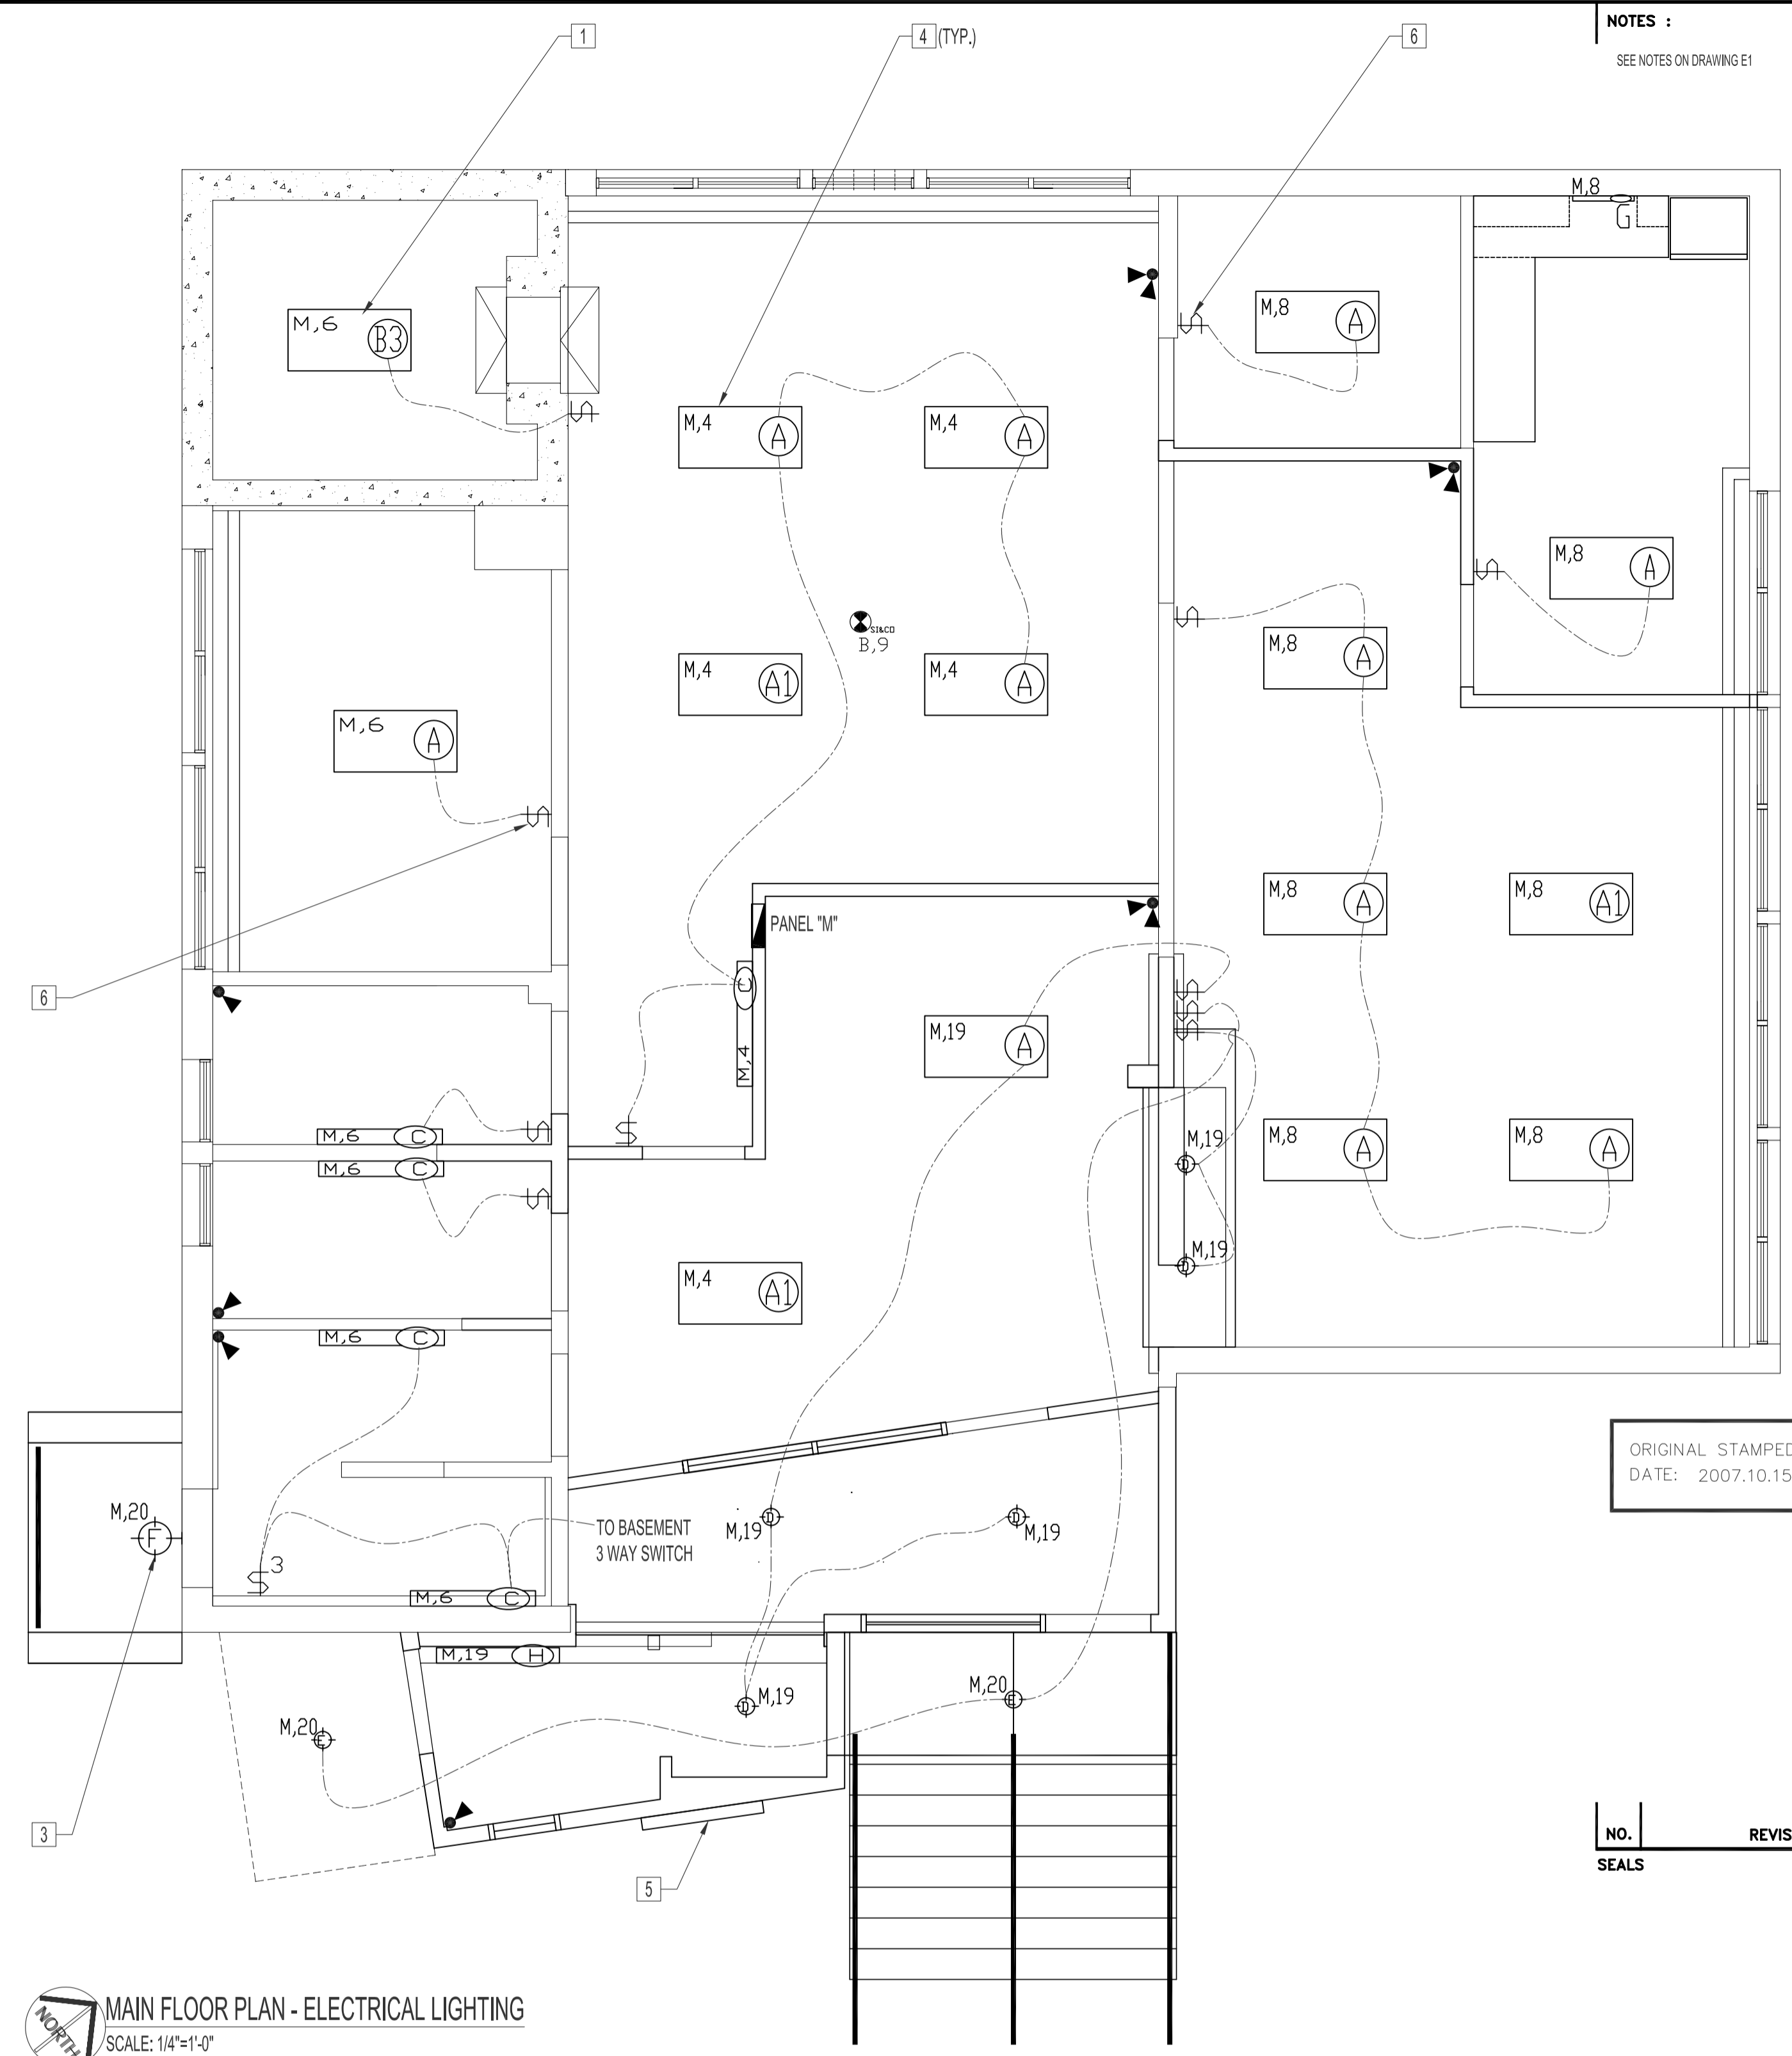 1
4 (TYP.)
6
NOTES :
SEE NOTES ON DRAWING E1
M,8
G
M,6 B3
M,8 A
M,4 A
M,4 A
M,8 A
SI&CO
B,9
M,4 A1
M,4 A
M,8 A
M,6 A
M,8 A
M,8 A1
PANEL "M"
6
C
M,4
M,19 A
M,6 C
M,6 C
M,8 A
M,8 A
M,19
D
M,19
D
M,4 A1
M,6 C
ORIGINAL STAMPED
DATE: 2007.10.15
M,20
F
TO BASEMENT
3 WAY SWITCH
D
M,19
D
M,19
3
M,6 C
M,19 H
D M,19
M,20
E
M,20
E
3
5
NO. REVIS
SEALS
NORTH
MAIN FLOOR PLAN - ELECTRICAL LIGHTING
SCALE: 1/4"=1'-0"